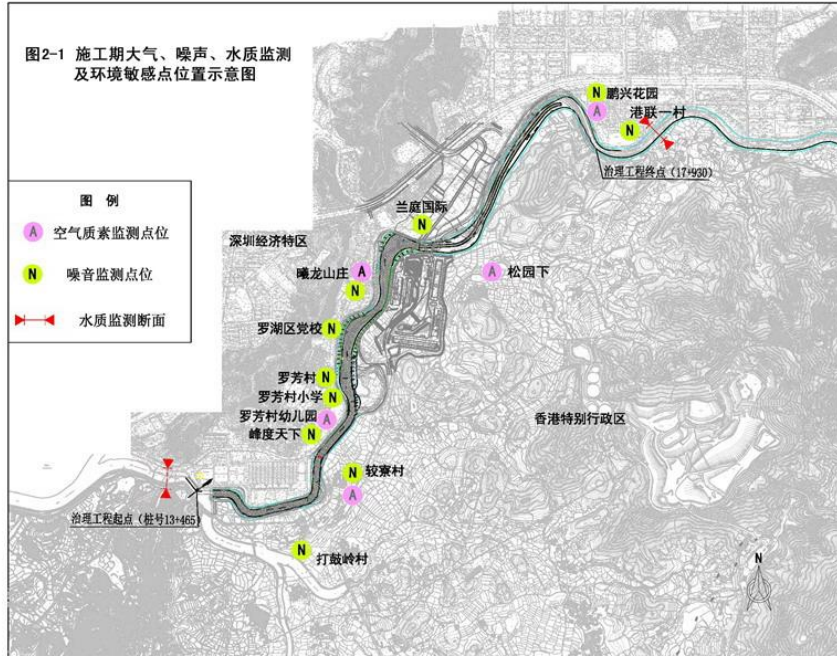 图2-1 施工期大气、噪声、水质监测
及环境敏感点位置示意图
图 例
A 空气质素监测点位
N 噪音监测点位
水质监测断面
N 鹏兴花园
A 港联一村
N
治理工程终点（17+930）
兰庭国际
N
深圳经济特区
曦龙山庄 A
N
A 松园下
罗湖区党校 N
罗芳村 N
罗芳村小学 N
罗芳村幼儿园 A
峰度天下 N
香港特别行政区
N 较寮村
A
治理工程起点（桩号13+465）
N 打鼓岭村
N